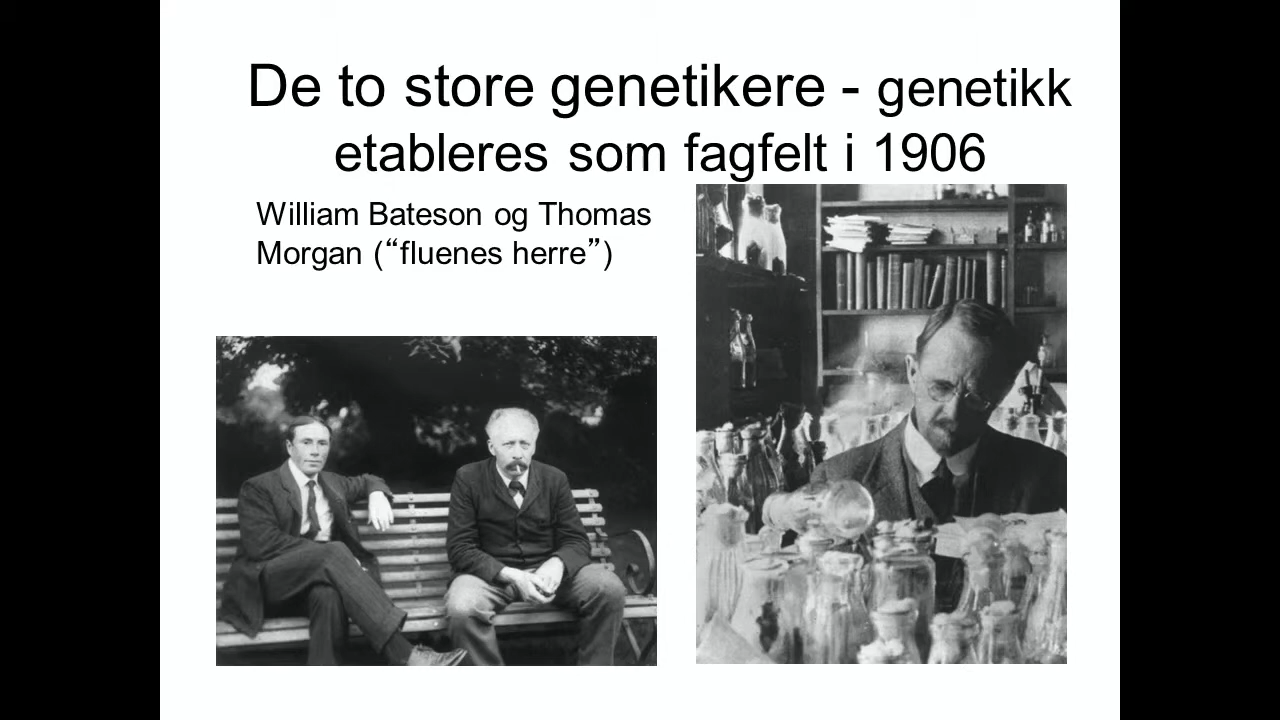 De to store genetikere - genetikk
etableres som fagfelt i 1906
William Bateson og Thomas
Morgan (“fluenes herre”)